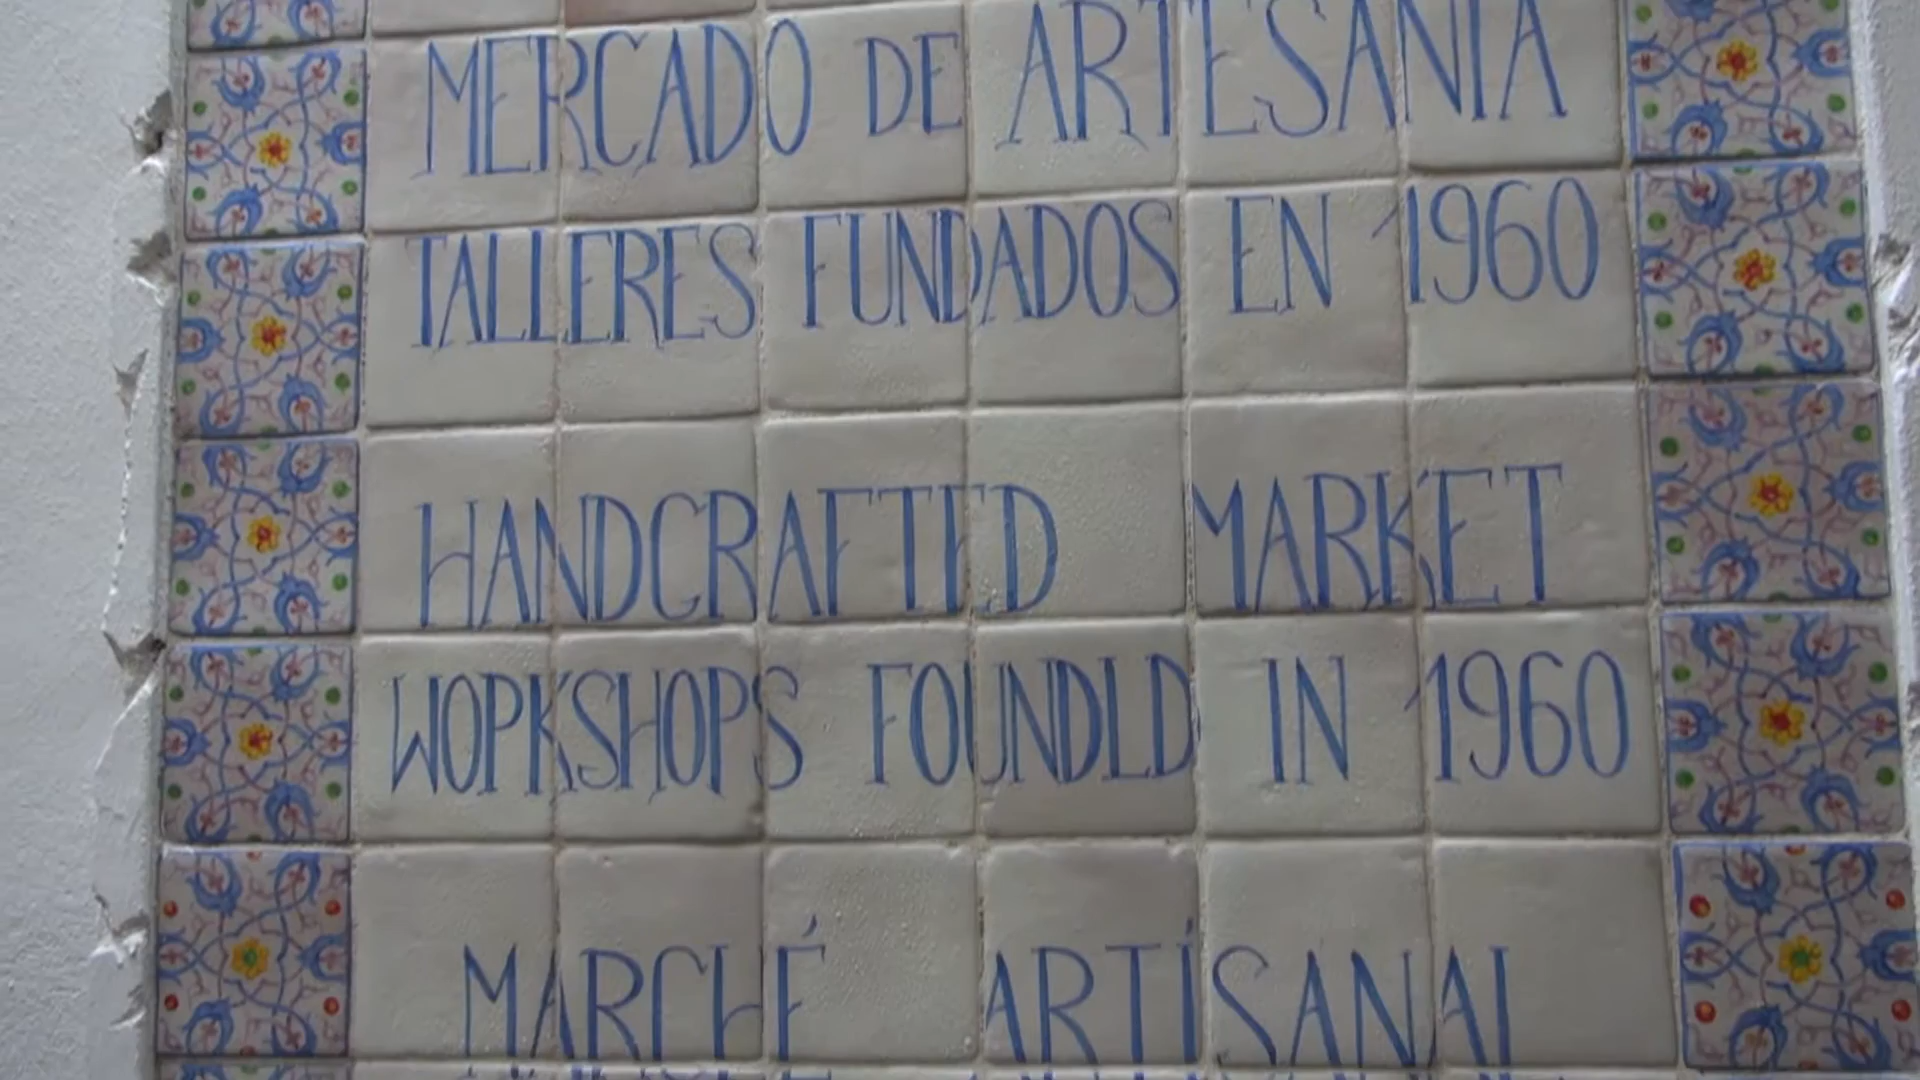 MERCADO DE ARTESANIA
TALLERES FUNDADOS EN 1960
HANDCRAFTED MARKET
WOPKSHOPS FOUNDLD IN 1960
MARCHÉ ARTÍSANAL